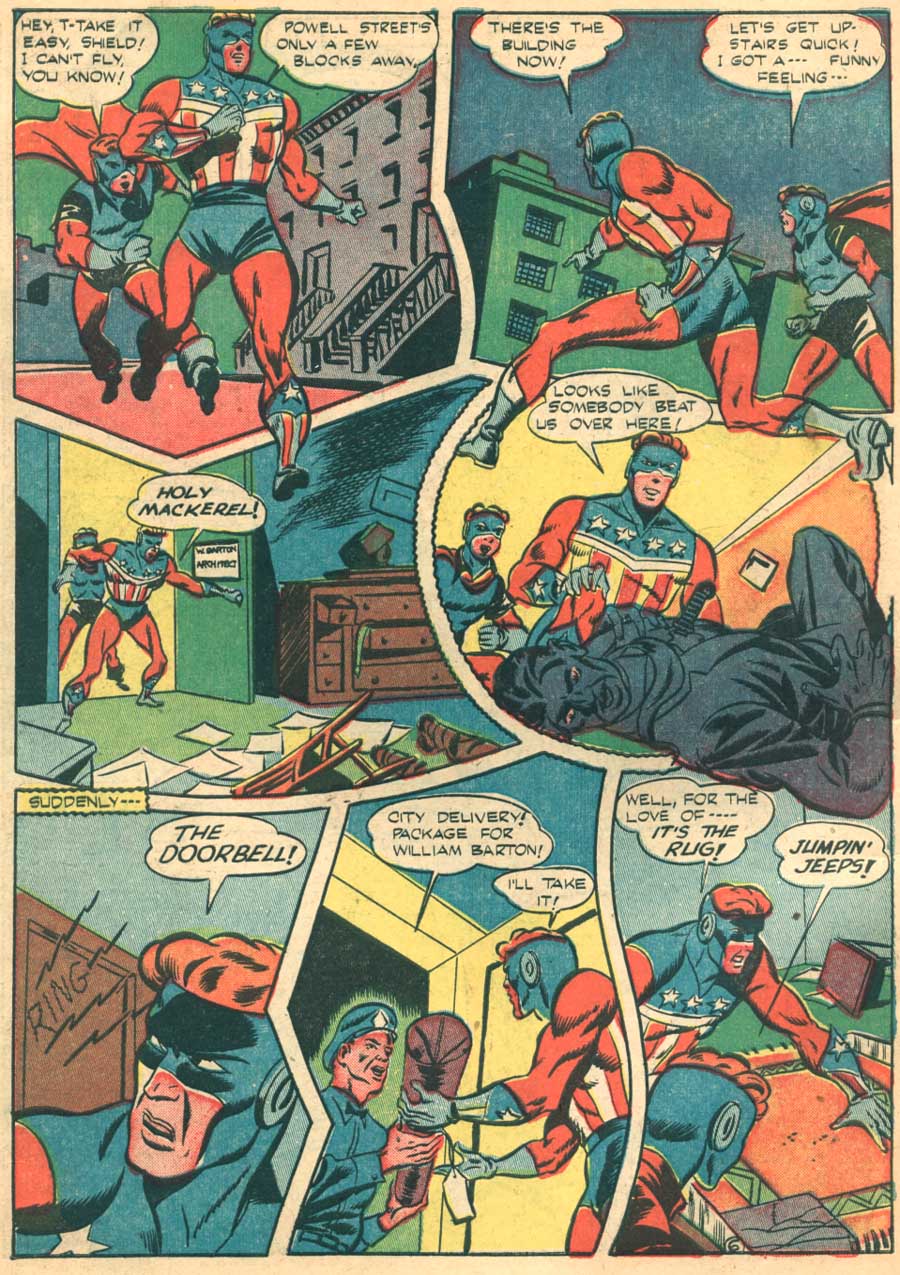 HEY, T-TAKE IT
EASY, SHIELD!
I CAN'T FLY,
YOU KNOW!
POWELL STREET'S
ONLY A FEW
BLOCKS AWAY.
THERE'S THE
BUILDING
NOW!
LET'S GET UP-
STAIRS QUICK!
I GOT A--- FUNNY
FEELING---
HOLY
MACKEREL!
W. BARTON
ARCHITECT
LOOKS LIKE
SOMEBODY BEAT
US OVER HERE!
SUDDENLY---
THE
DOORBELL!
RING
CITY DELIVERY!
PACKAGE FOR
WILLIAM BARTON!
I'LL TAKE
IT!
WELL, FOR THE
LOVE OF ----
IT'S THE
RUG!
JUMPIN'
JEEPS!